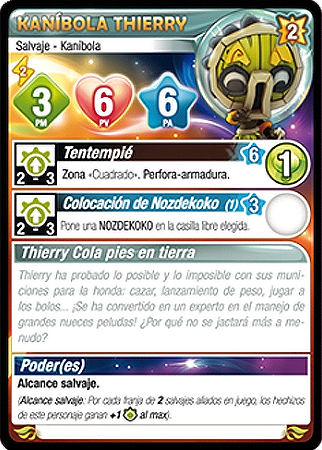 KANÍBOLA THIERRY
2
Salvaje - Kaníbola
2
3
PM
6
PV
6
PA
Tentempié
6
2 - 3
Zona «Cuadrado». Perfora-armadura.
1
Colocación de Nozdekoko (1)
3
2 - 3
Pone una NOZDEKOKO en la casilla libre elegida.
Thierry Cola pies en tierra
Thierry ha probado lo posible y lo imposible con sus muni-
ciones para la honda: cazar, lanzamiento de peso, jugar a
los bolos... ¡Se ha convertido en un experto en el manejo de
grandes nueces peludas! ¿Por qué no se jactará más a me-
nudo?
Poder(es)
Alcance salvaje.
(Alcance salvaje: Por cada franja de 2 salvajes aliados en juego, los hechizos
de este personaje ganan +1 al max).